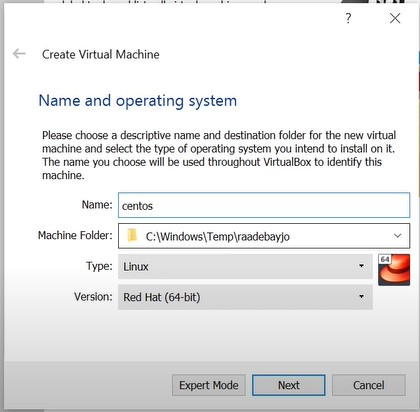 ?
Create Virtual Machine
Name and operating system
Please choose a descriptive name and destination folder for the new virtual
machine and select the type of operating system you intend to install on it.
The name you choose will be used throughout VirtualBox to identify this
machine.
Name: centos
Machine Folder: C:\Windows\Temp\raadebayjo
Type: Linux
64
Version: Red Hat (64-bit)
Expert Mode Next Cancel